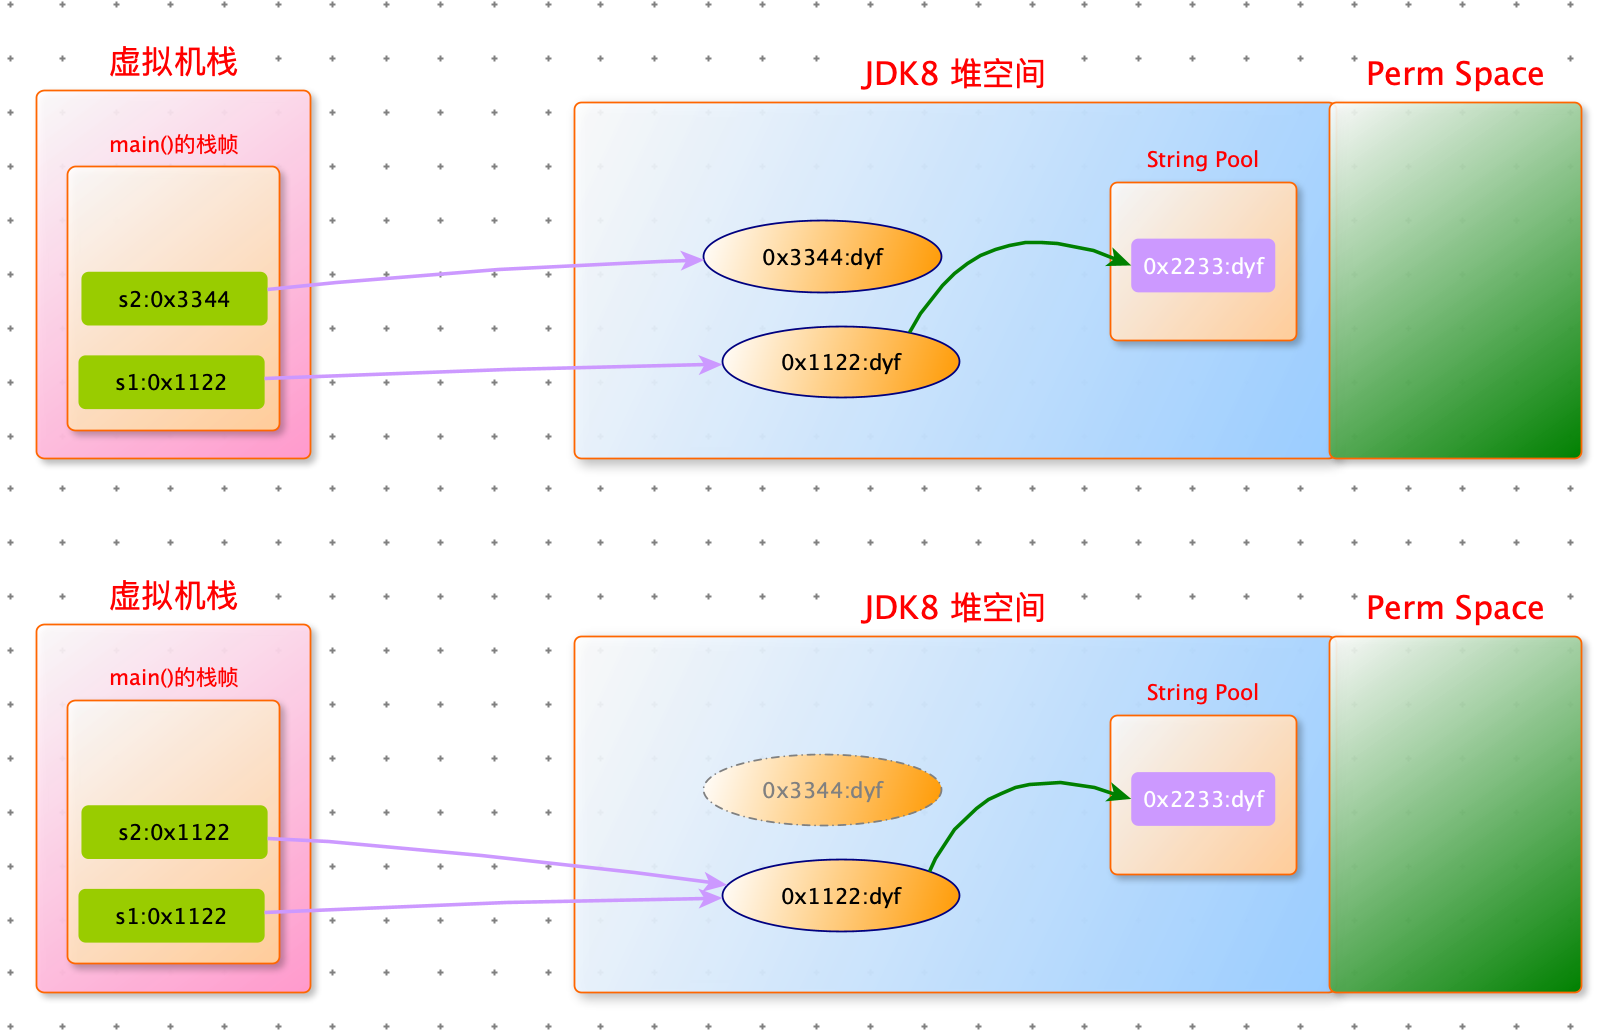 虚拟机栈
JDK8 堆空间
Perm Space
main()的栈帧
String Pool
0x3344:dyf
0x2233:dyf
s2:0x3344
0x1122:dyf
s1:0x1122
虚拟机栈
JDK8 堆空间
Perm Space
main()的栈帧
String Pool
0x3344:dyf
0x2233:dyf
s2:0x1122
0x1122:dyf
s1:0x1122